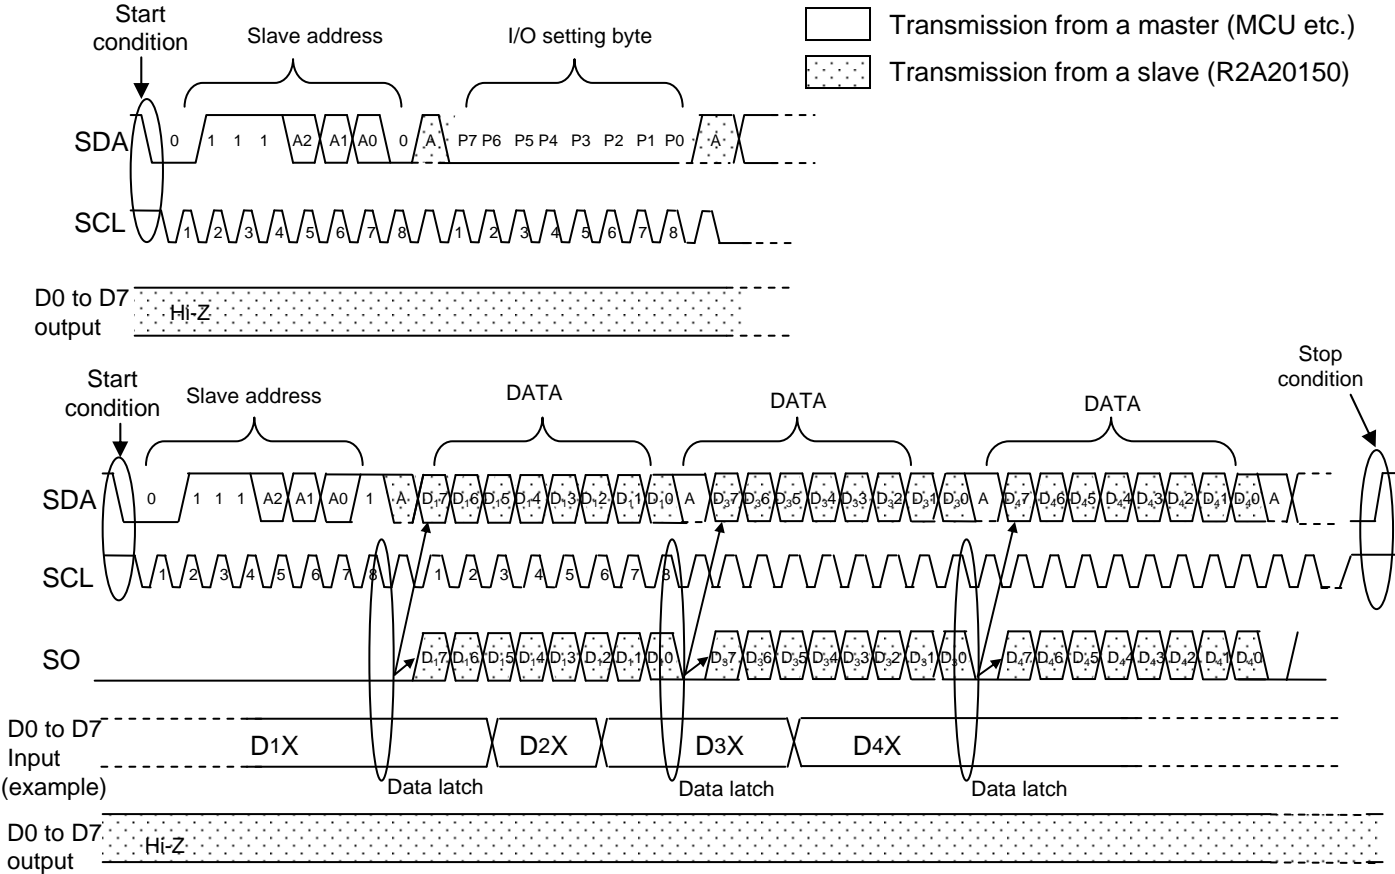 Start
condition
Slave address
I/O setting byte
Transmission from a master (MCU etc.)
Transmission from a slave (R2A20150)
SDA
0 1 1 1 A2 A1 A0 0 A P7 P6 P5 P4 P3 P2 P1 P0 A
SCL
1 2 3 4 5 6 7 8 1 2 3 4 5 6 7 8
D0 to D7
output
Hi-Z
Start
condition
Slave address
DATA
DATA
DATA
Stop
condition
SDA
0 1 1 1 A2 A1 A0 1 A D₁7 D₁6 D₁5 D₁4 D₁3 D₁2 D₁1 D₁0 A D₃7 D₃6 D₃5 D₃4 D₃3 D₃2 D₃1 D₃0 A D₄7 D₄6 D₄5 D₄4 D₄3 D₄2 D₄1 D₄0 A
SCL
1 2 3 4 5 6 7 8 1 2 3 4 5 6 7 8
SO
D₁7 D₁6 D₁5 D₁4 D₁3 D₁2 D₁1 D₁0 D₃7 D₃6 D₃5 D₃4 D₃3 D₃2 D₃1 D₃0 D₄7 D₄6 D₄5 D₄4 D₄3 D₄2 D₄1 D₄0
D0 to D7
Input
(example)
D1X D2X D3X D4X
Data latch
Data latch
Data latch
D0 to D7
output
Hi-Z